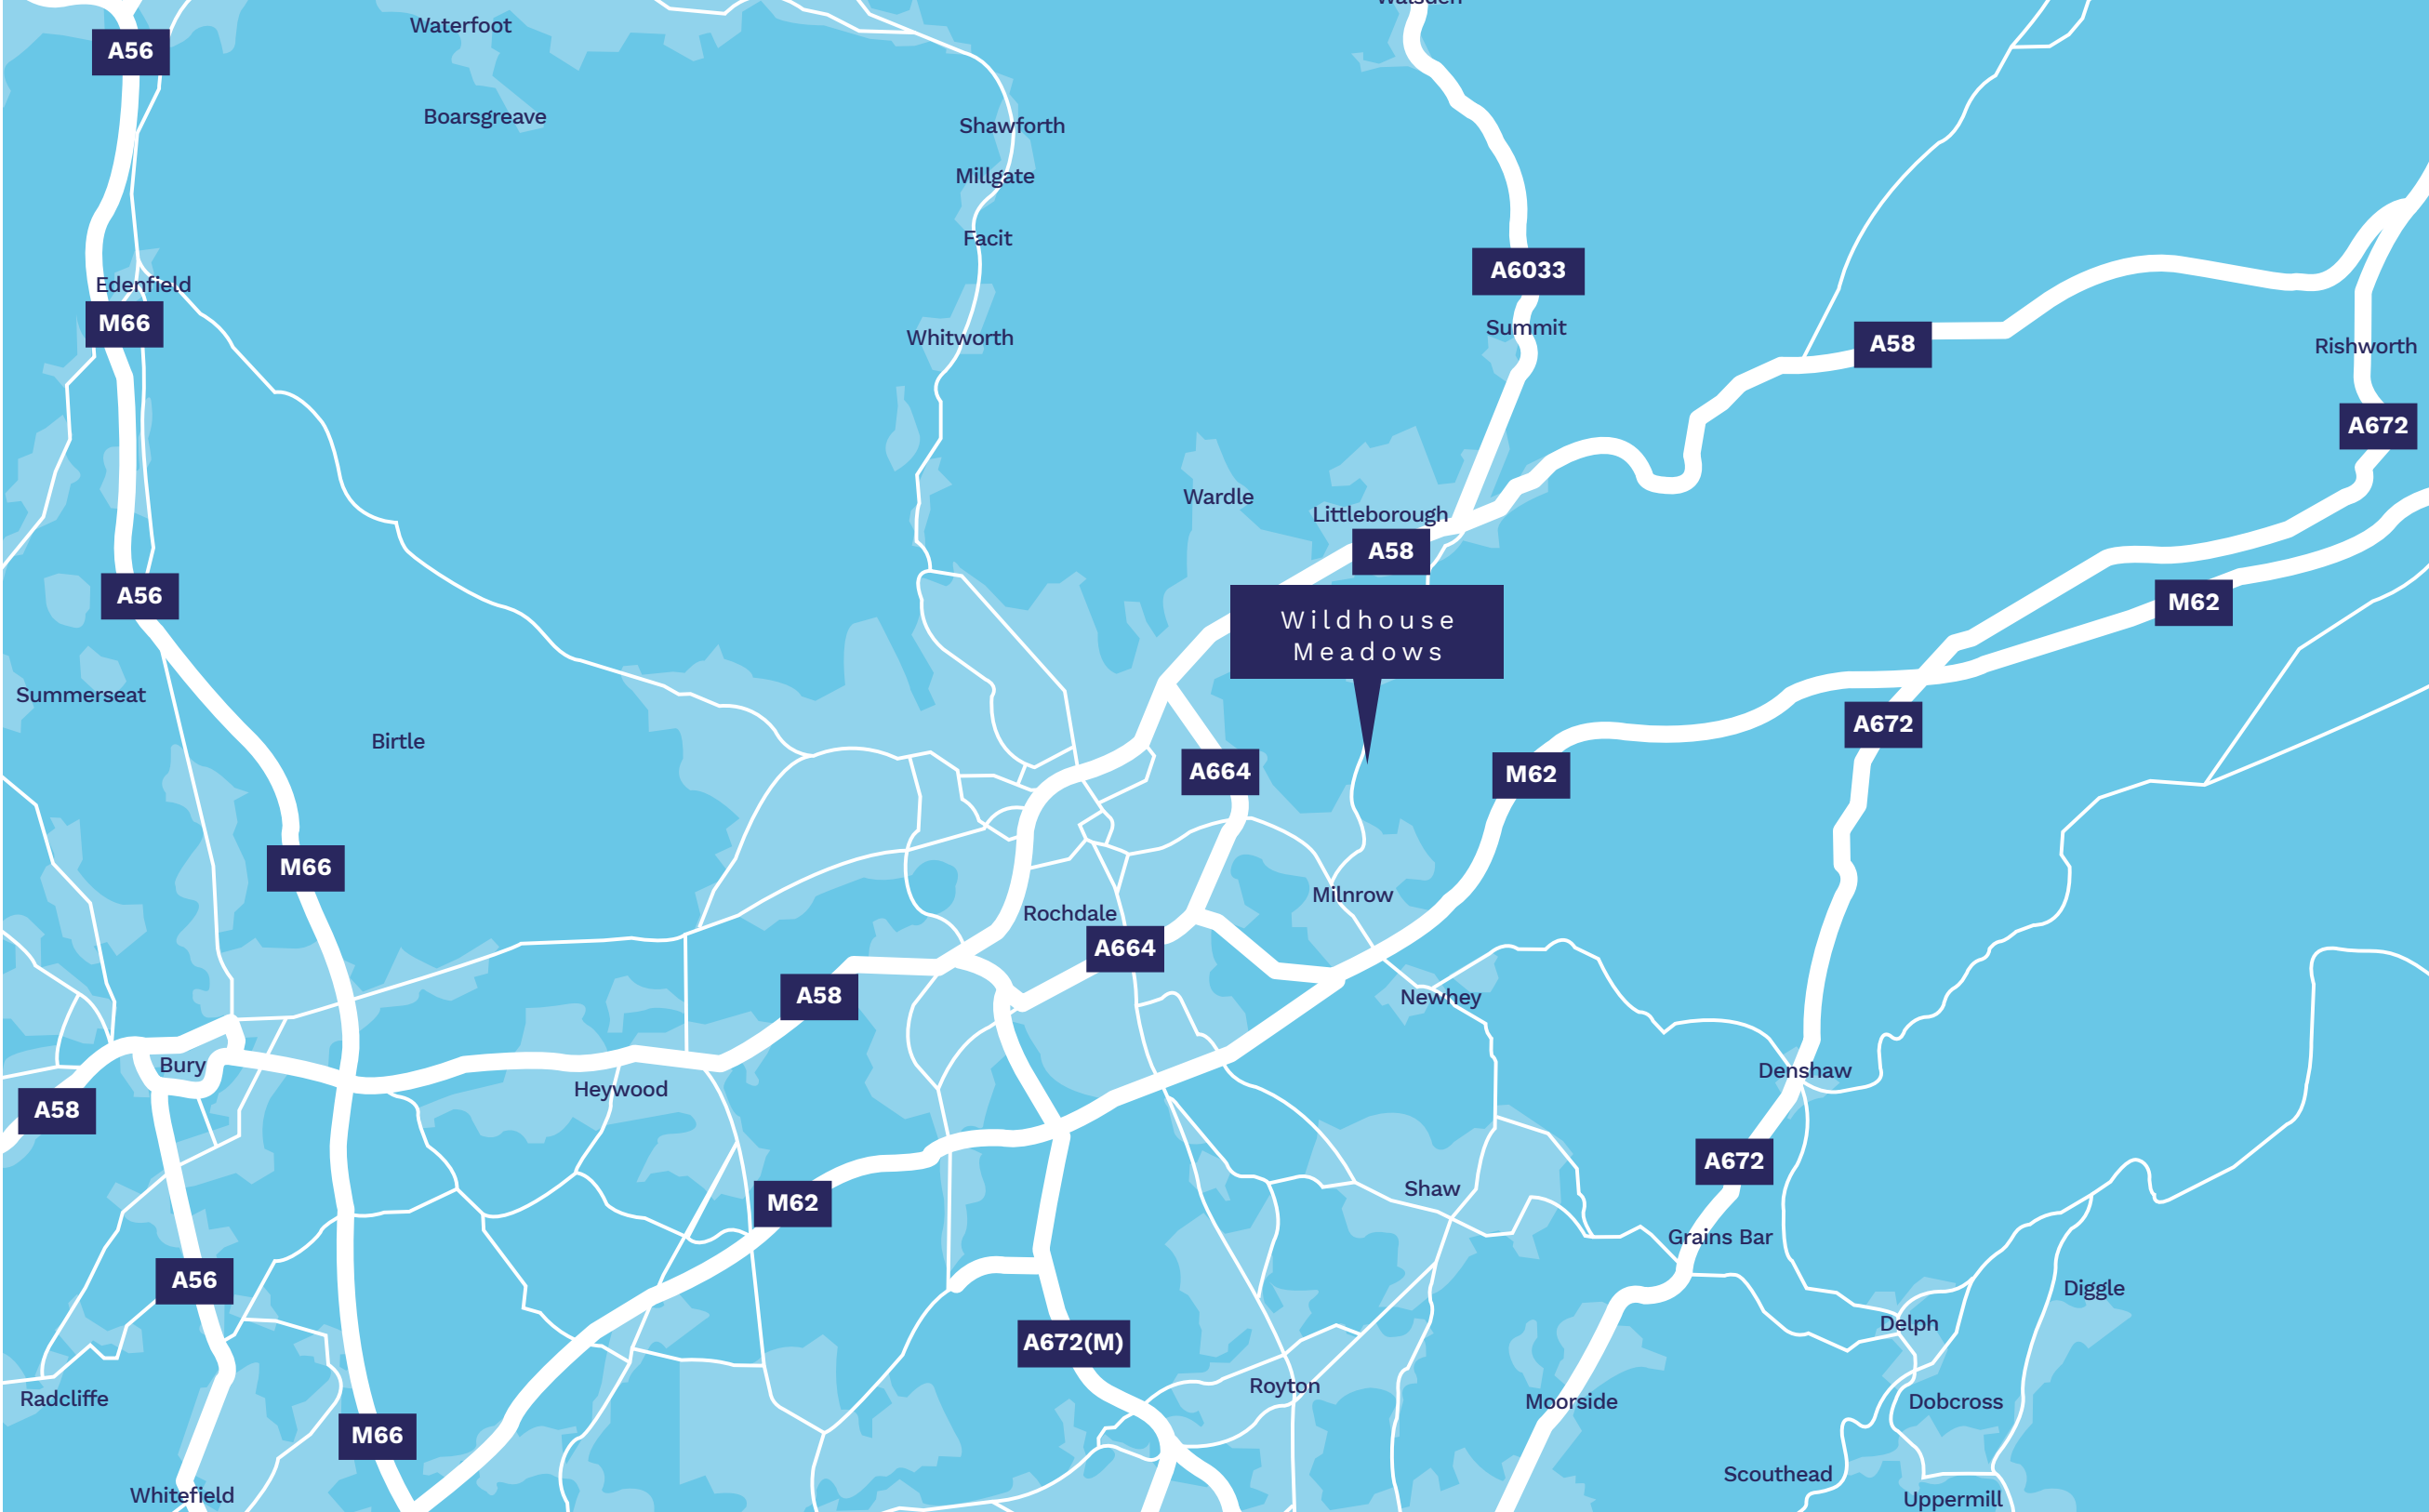 Walsden
Waterfoot
A56
Boarsgreave
Shawforth
Millgate
Facit
A6033
Edenfield
M66
Summit
Whitworth
A58
Rishworth
A672
Wardle
Littleborough
A58
A56
M62
Wildhouse
Meadows
Summerseat
A672
Birtle
A664
M62
M66
Milnrow
Rochdale
A664
A58
Newhey
Bury
Denshaw
Heywood
A58
A672
Shaw
M62
Grains Bar
A56
Diggle
Delph
A672(M)
Royton
Radcliffe
Moorside
Dobcross
M66
Scouthead
Whitefield
Uppermill